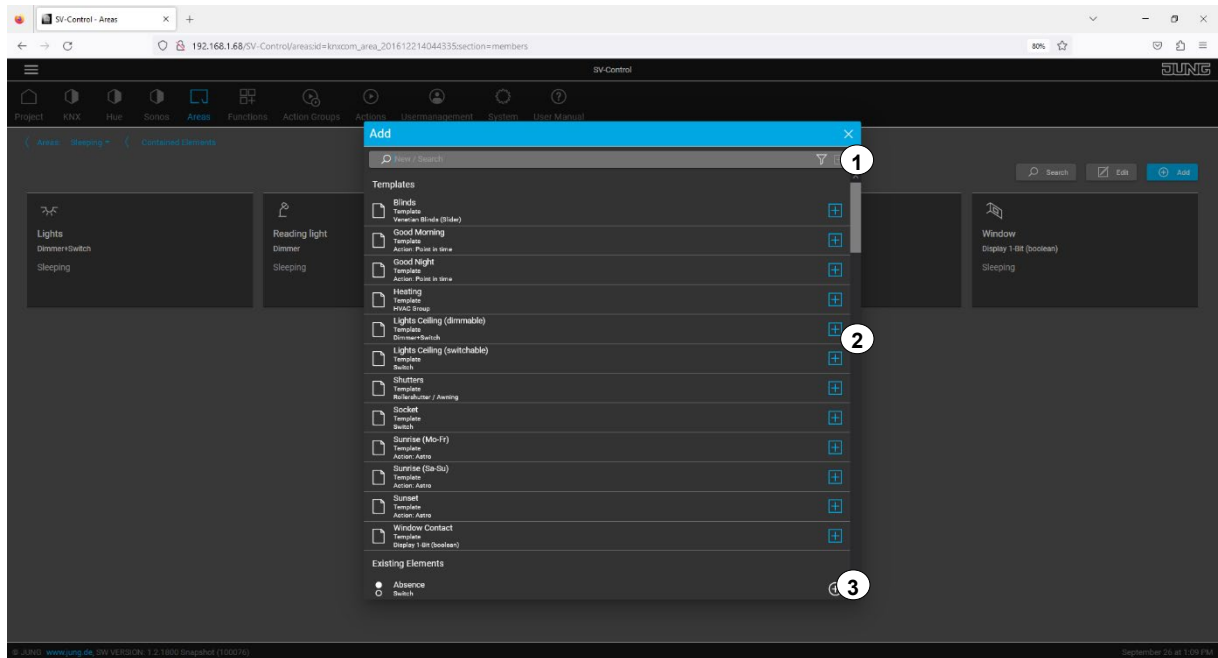 SV-Control - Areas
192.168.1.68/SV-Control/areas:id=knxcom_area_201612214044335:section=members
80%
SV-Control
JUNG
Project KNX Hue Sonos Areas Functions Action Groups Actions Usermanagement System User Manual
Areas: Sleeping Contained Elements
Add
New / Search
1
Search Edit Add
Templates
Blinds
Template
Venetian Blinds (Slider)
Good Morning
Template
Action: Point in time
Good Night
Template
Action: Point in time
Heating
Template
HVAC Group
Lights Ceiling (dimmable)
Template
Dimmer+Switch
2
Lights Ceiling (switchable)
Template
Switch
Shutters
Template
Rollershutter / Awning
Socket
Template
Switch
Sunrise (Mo-Fr)
Template
Action: Astro
Sunrise (Sa-Su)
Template
Action: Astro
Sunset
Template
Action: Astro
Window Contact
Template
Display 1-Bit (boolean)
Existing Elements
Absence
Switch
3
Lights
Dimmer+Switch
Sleeping
Reading light
Dimmer
Sleeping
Window
Display 1-Bit (boolean)
Sleeping
© JUNG www.jung.de, SW VERSION: 1.2.1800 Snapshot (100076)
September 26 at 1:09 PM